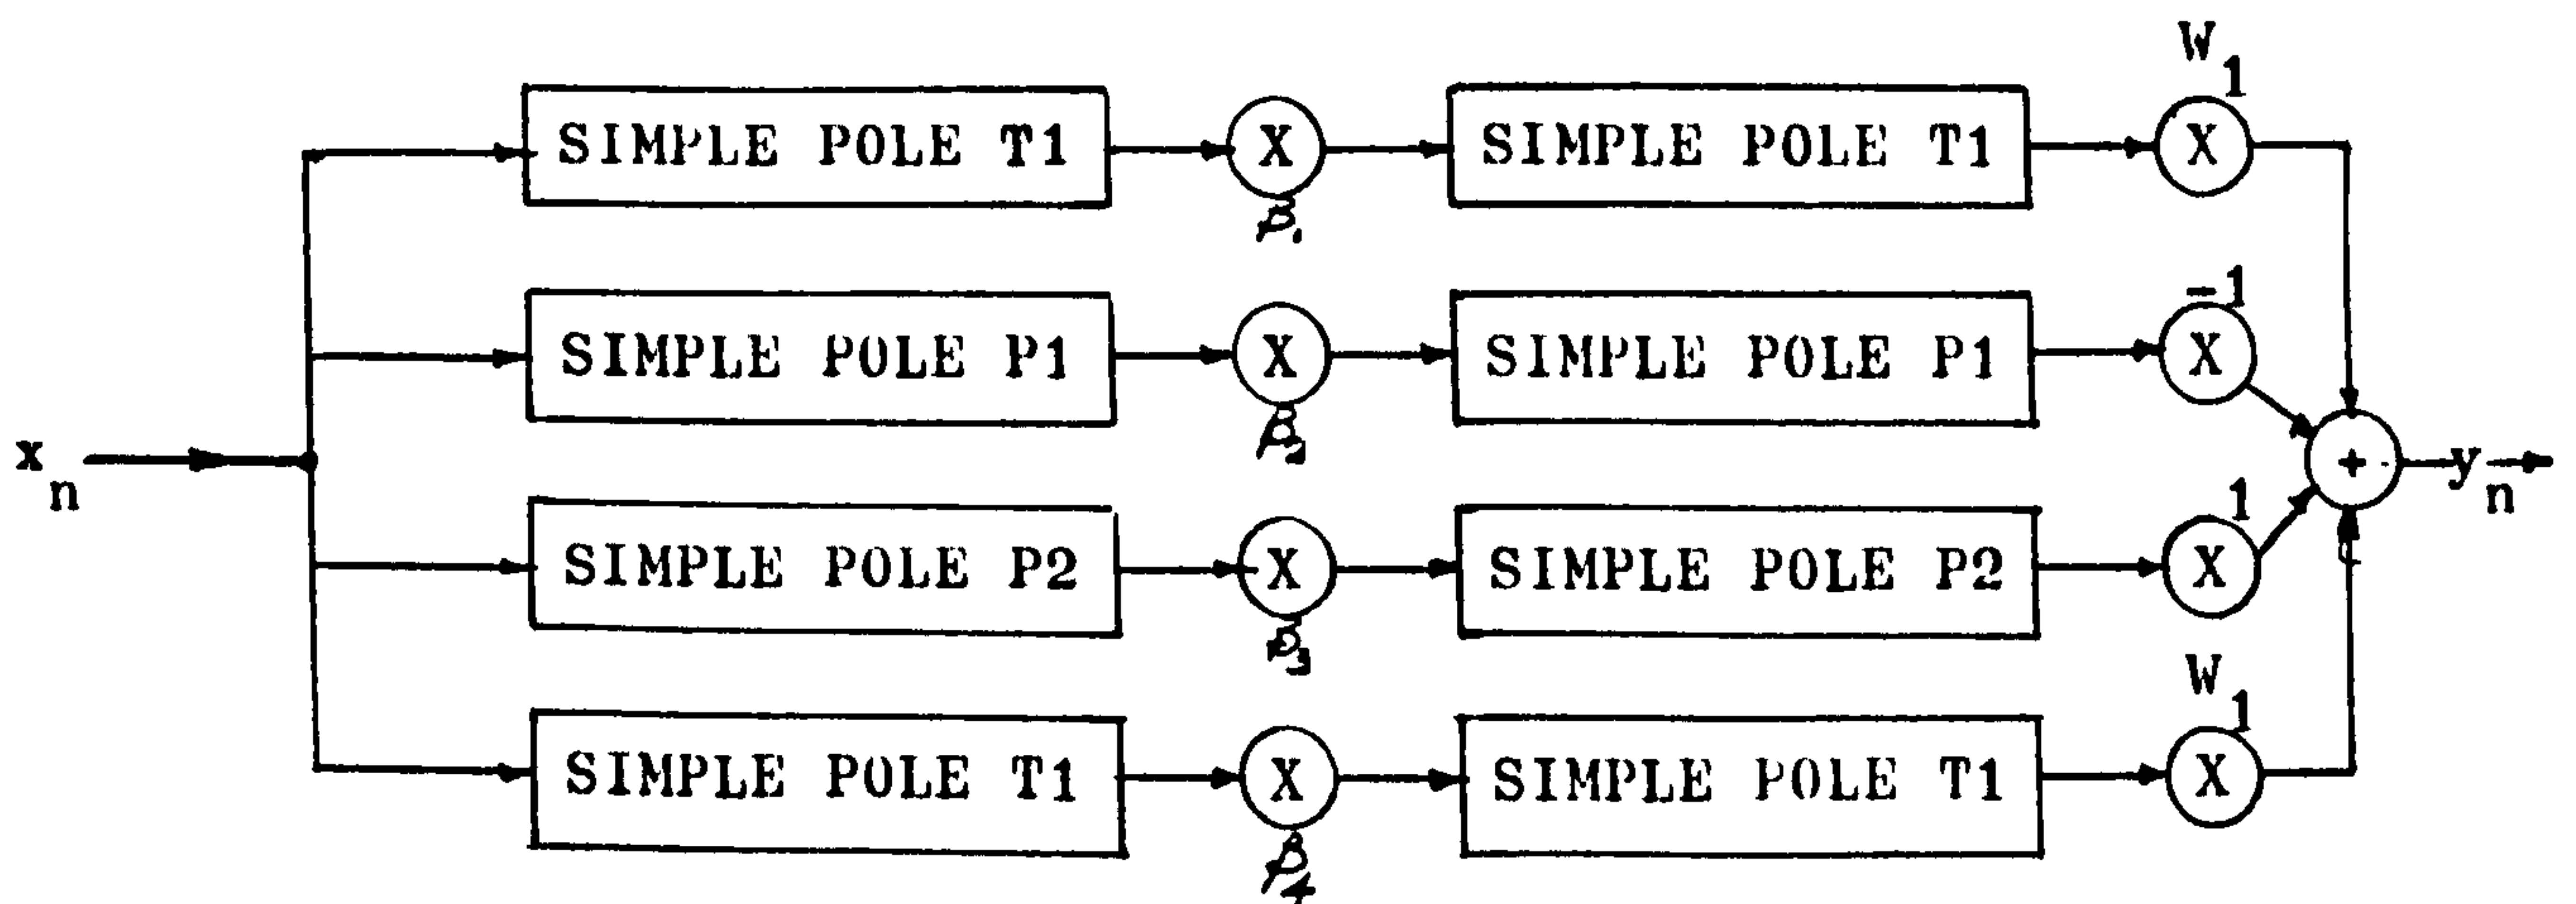 W1
SIMPLE POLE T1 X SIMPLE POLE T1 X
β1
-1
SIMPLE POLE P1 X SIMPLE POLE P1 X
β2
xn + yn
1
SIMPLE POLE P2 X SIMPLE POLE P2 X
β3
W1
SIMPLE POLE T1 X SIMPLE POLE T1 X
β4